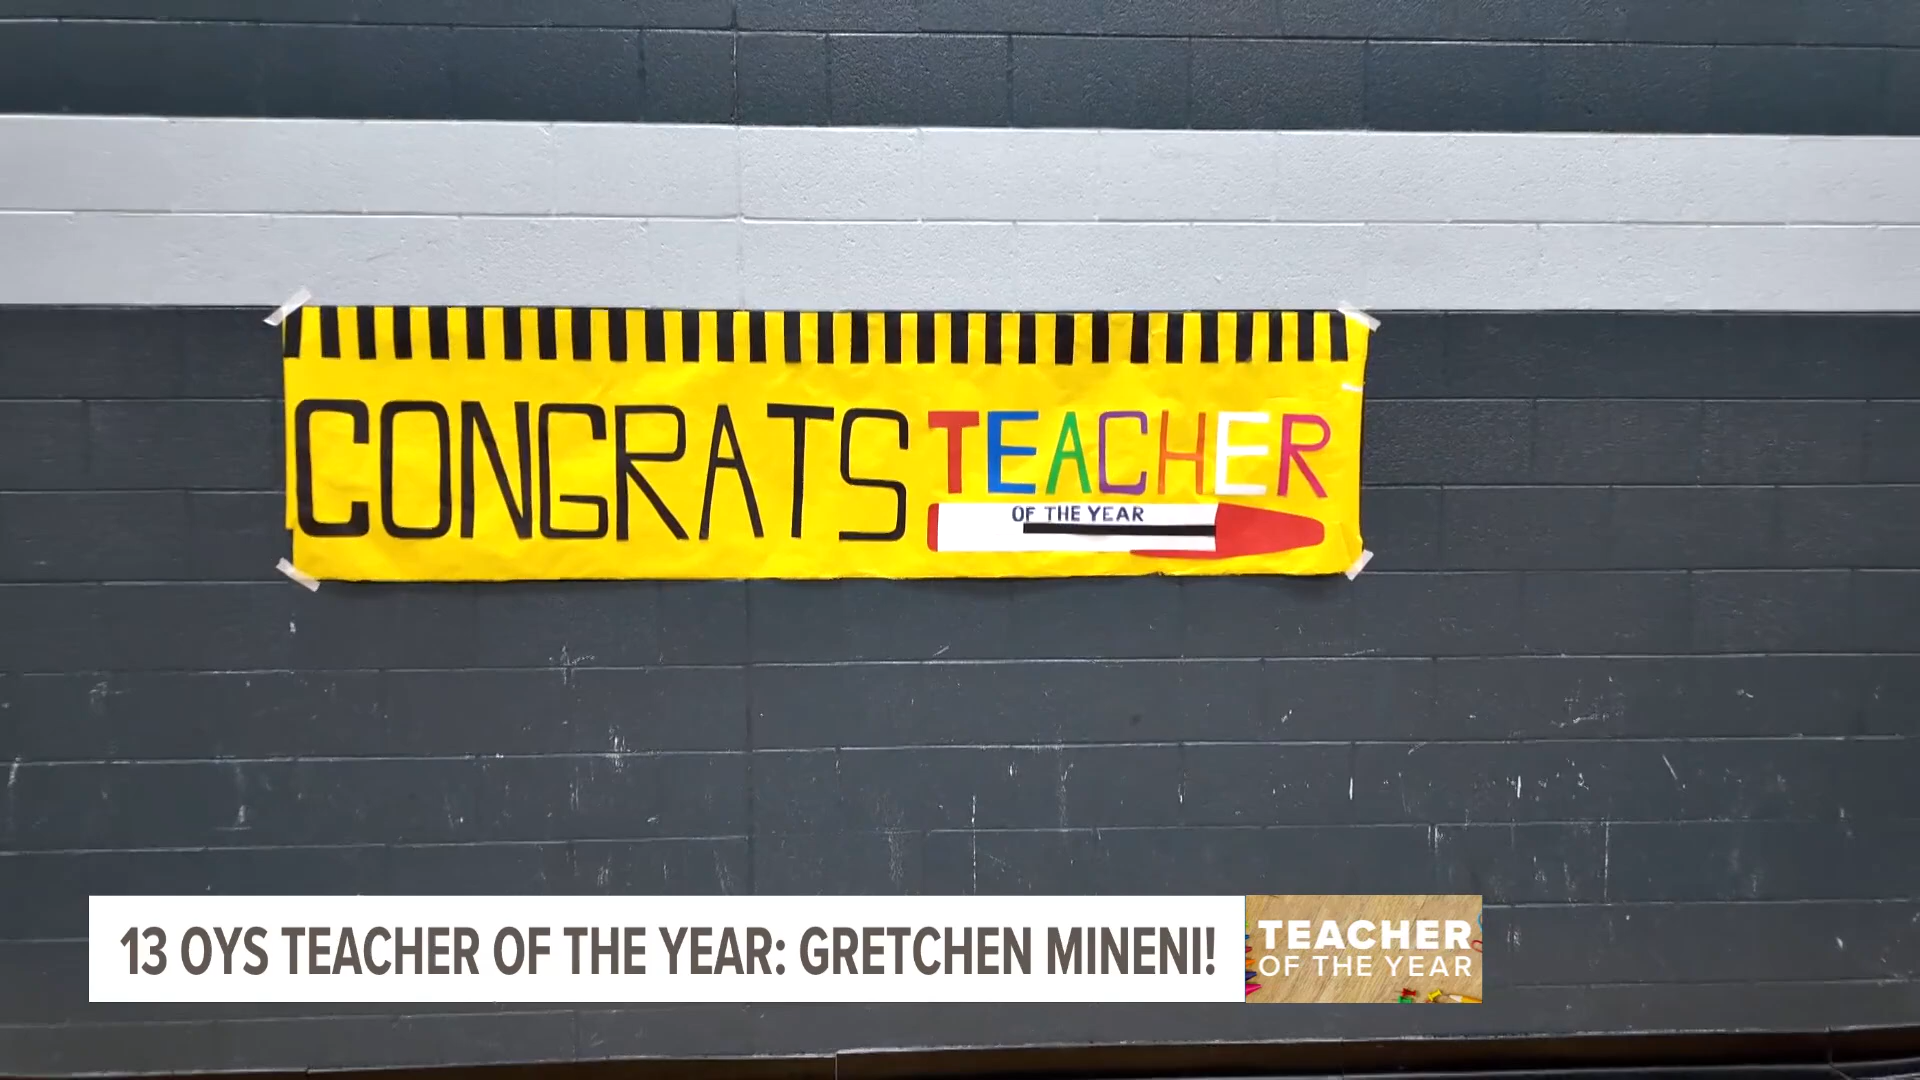 CONGRATS TEACHER
OF THE YEAR
13 OYS TEACHER OF THE YEAR: GRETCHEN MINENI!
TEACHER
OF THE YEAR